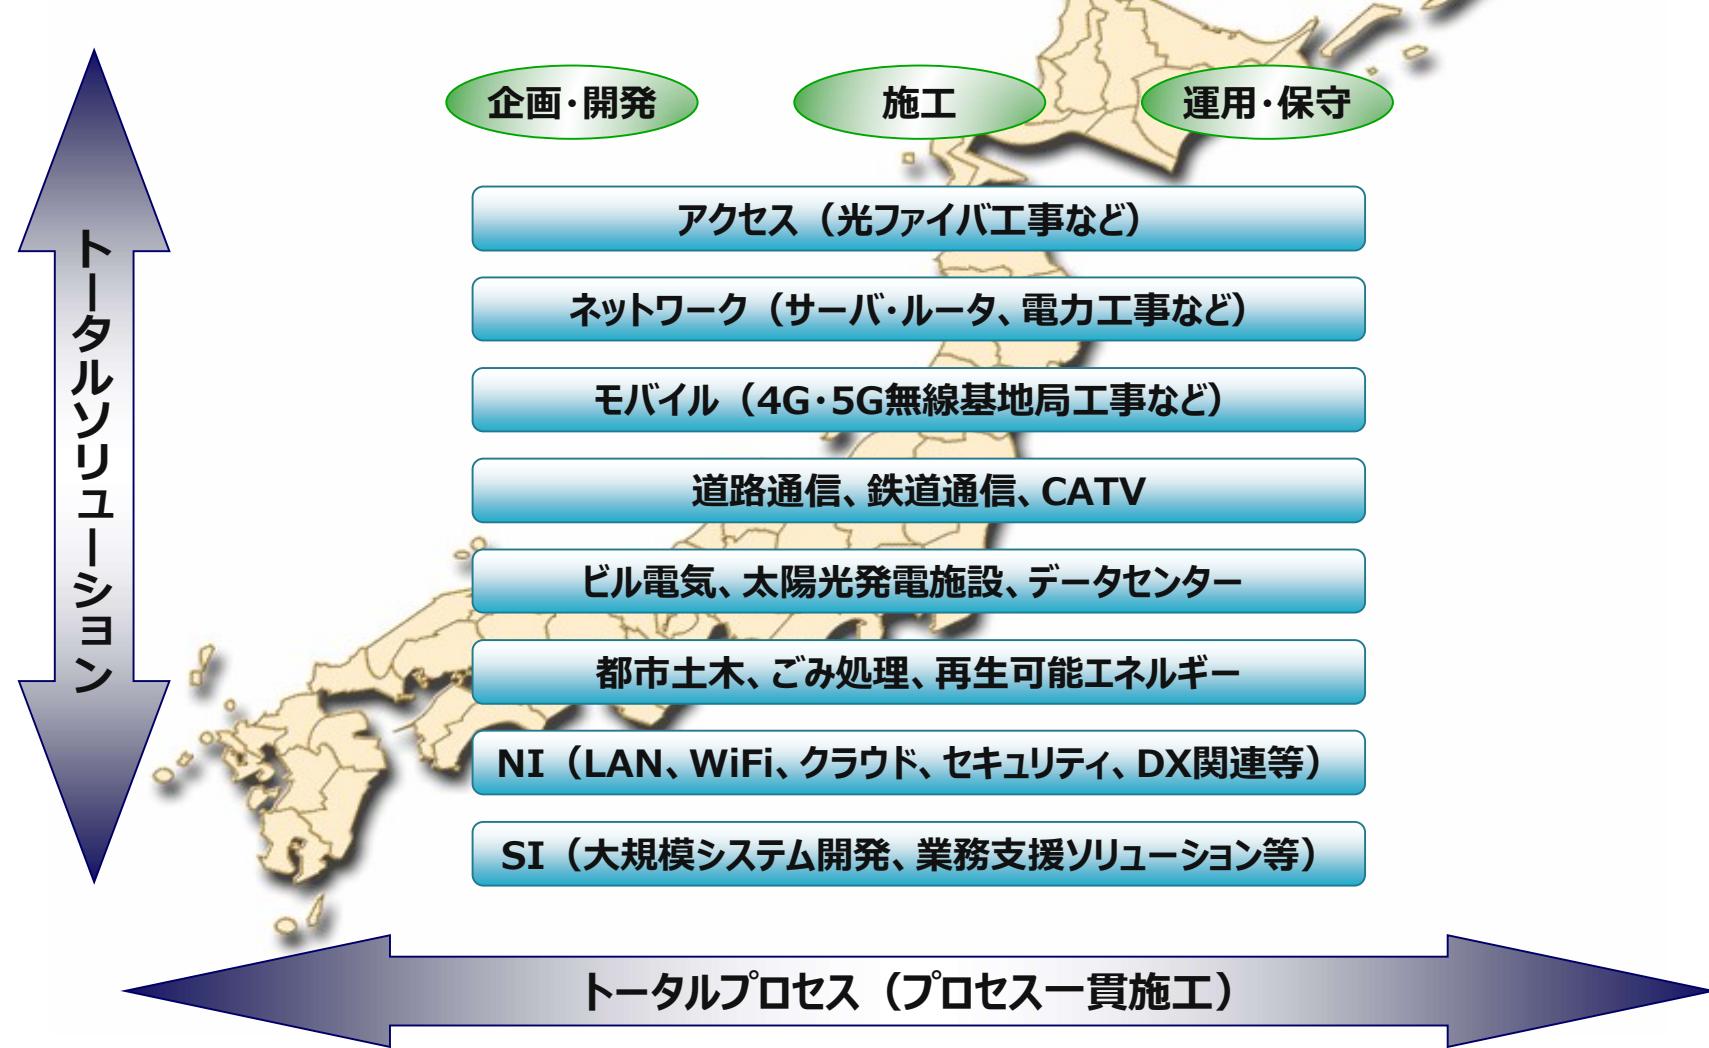 企画・開発
施工
運用・保守
トータルソリューション
アクセス（光ファイバ工事など）
ネットワーク（サーバ・ルータ、電力工事など）
モバイル（4G・5G無線基地局工事など）
道路通信、鉄道通信、CATV
ビル電気、太陽光発電施設、データセンター
都市土木、ごみ処理、再生可能エネルギー
NI（LAN、WiFi、クラウド、セキュリティ、DX関連等）
SI（大規模システム開発、業務支援ソリューション等）
トータルプロセス（プロセス一貫施工）